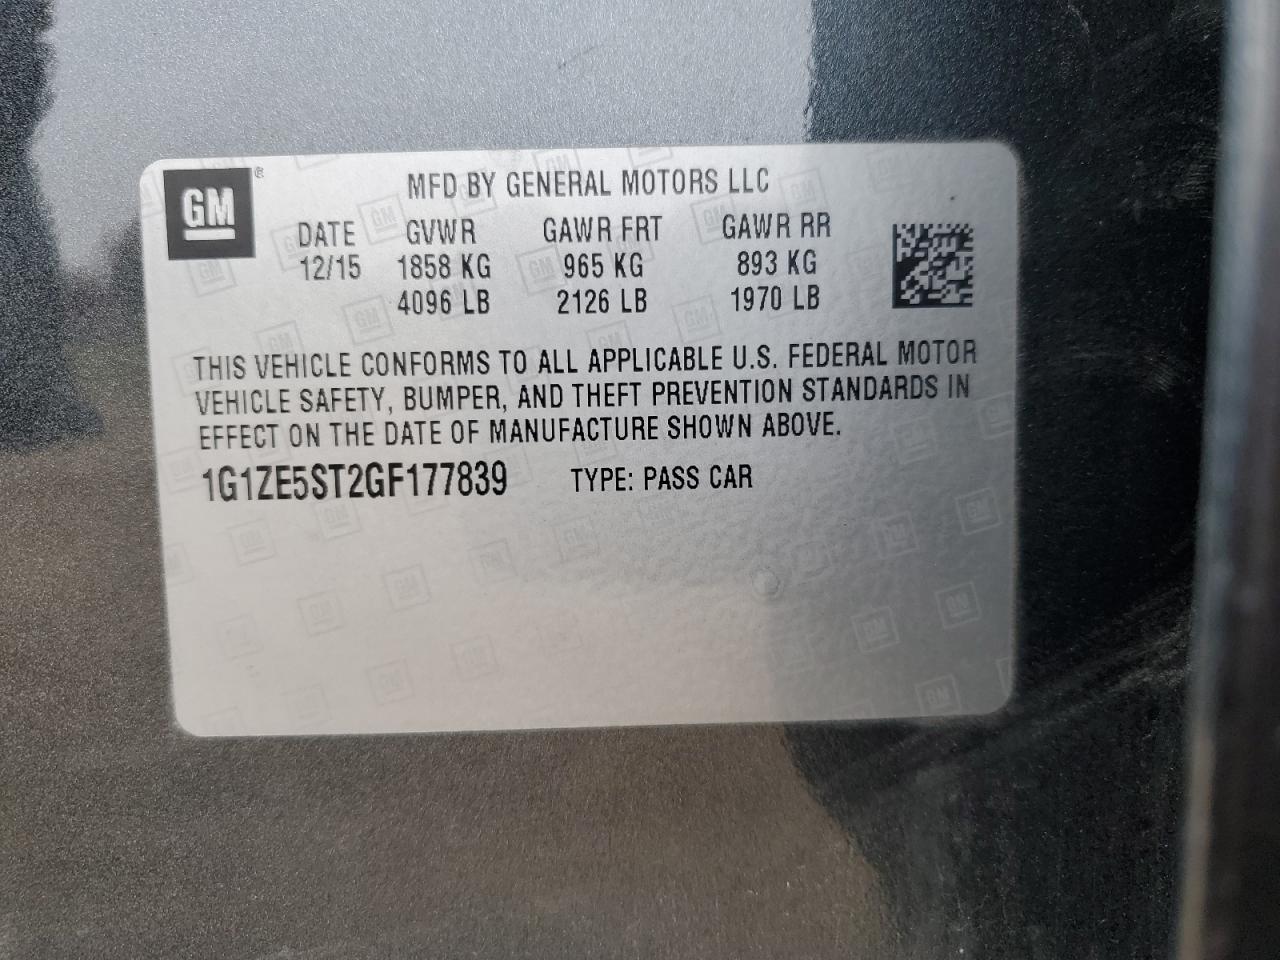 GM
MFD BY GENERAL MOTORS LLC
DATE GVWR GAWR FRT GAWR RR
12/15 1858 KG 965 KG 893 KG
4096 LB 2126 LB 1970 LB
THIS VEHICLE CONFORMS TO ALL APPLICABLE U.S. FEDERAL MOTOR
VEHICLE SAFETY, BUMPER, AND THEFT PREVENTION STANDARDS IN
EFFECT ON THE DATE OF MANUFACTURE SHOWN ABOVE.
1G1ZE5ST2GF177839 TYPE: PASS CAR